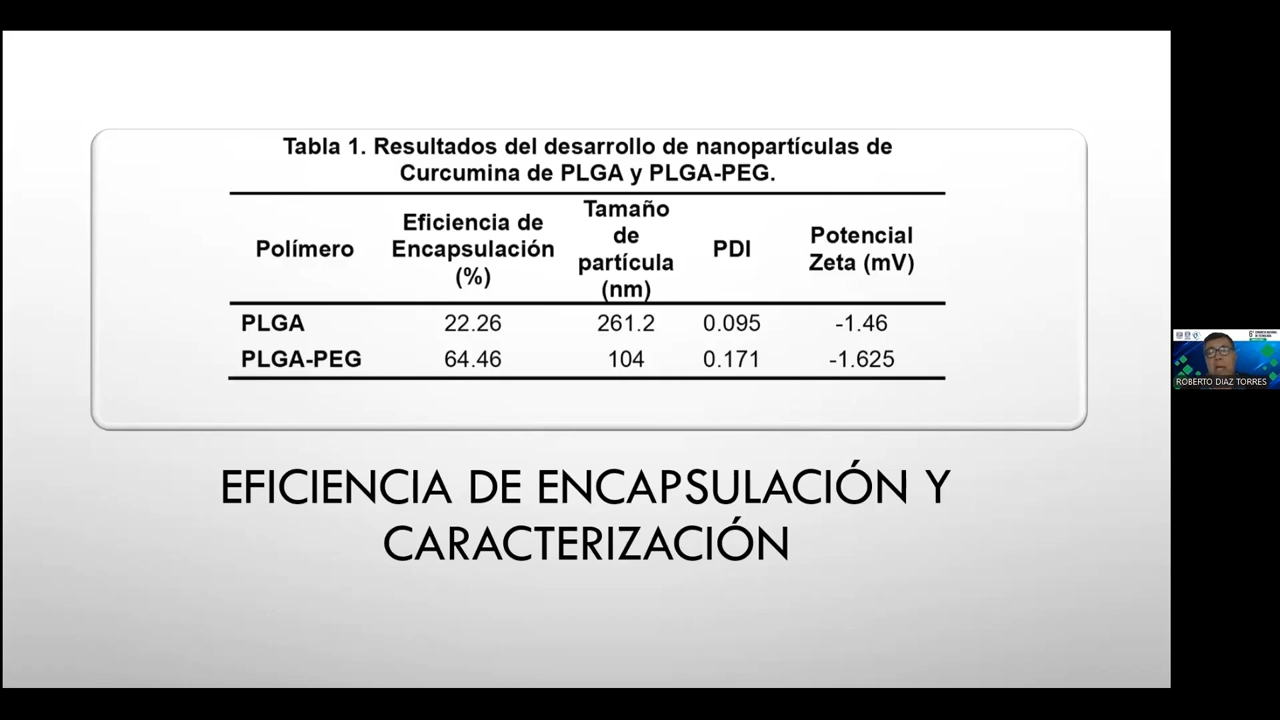 Tabla 1. Resultados del desarrollo de nanopartículas de
Curcumina de PLGA y PLGA-PEG.
Polímero
Eficiencia de
Encapsulación
(%)
Tamaño
de
partícula
(nm)
PDI
Potencial
Zeta (mV)
PLGA 22.26 261.2 0.095 -1.46
PLGA-PEG 64.46 104 0.171 -1.625
EFICIENCIA DE ENCAPSULACIÓN Y
CARACTERIZACIÓN
ROBERTO DIAZ TORRES